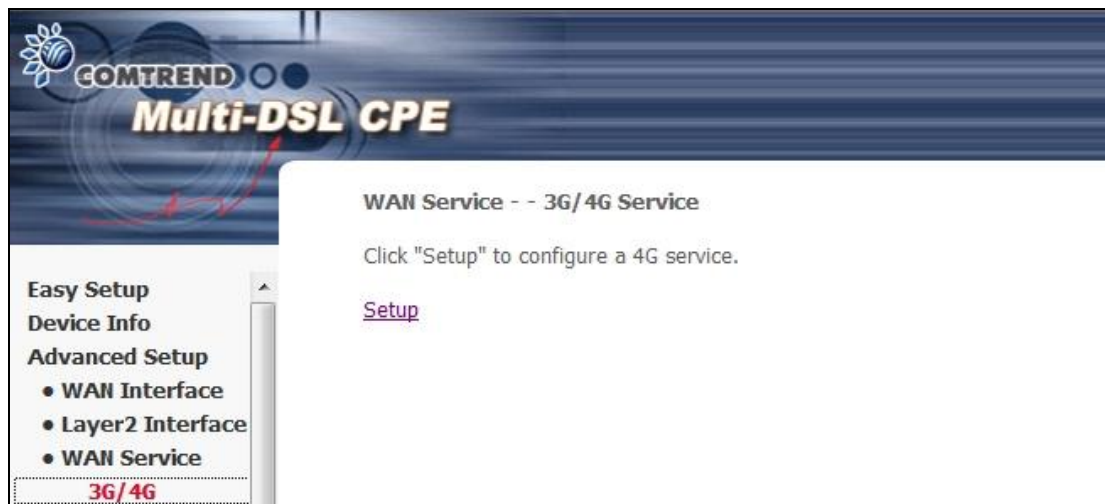 COMTREND
Multi-DSL CPE
WAN Service - - 3G/4G Service
Click "Setup" to configure a 4G service.
Setup
Easy Setup
Device Info
Advanced Setup
• WAN Interface
• Layer2 Interface
• WAN Service
3G/4G